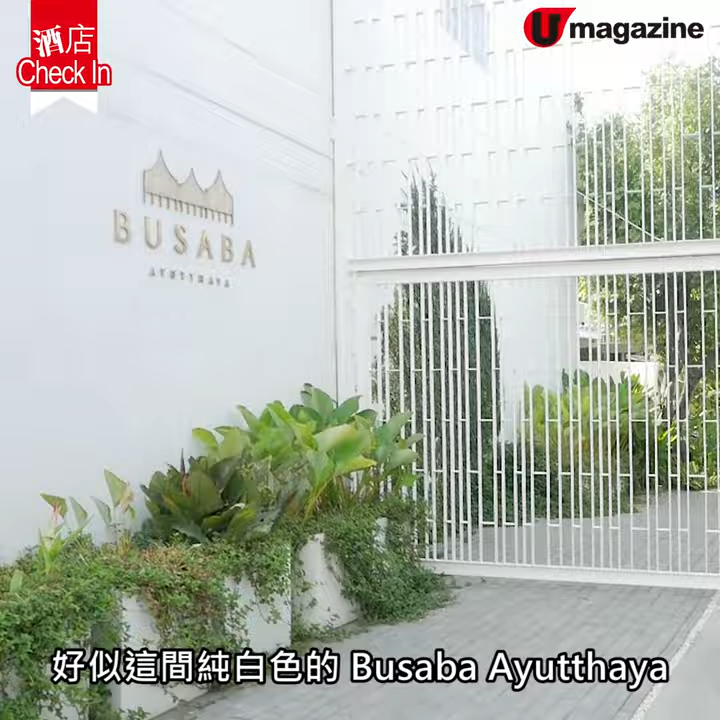 酒店
Check In
U magazine
BUSABA
AYUTTHAYA
好似這間純白色的 Busaba Ayutthaya